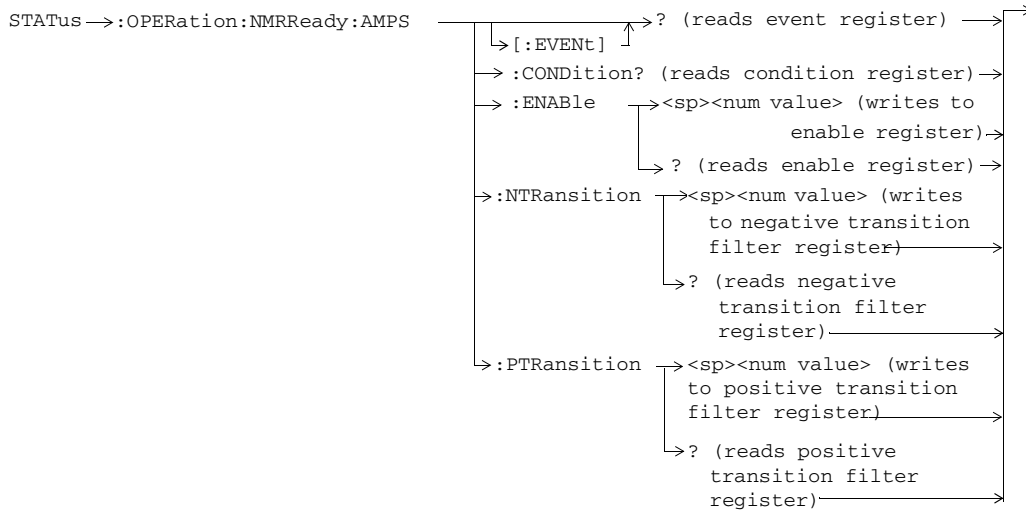 STATus :OPERation:NMRReady:AMPS ? (reads event register)
[:EVENt]
:CONDition? (reads condition register)
:ENABle <sp><num value> (writes to
enable register)
? (reads enable register)
:NTRansition <sp><num value> (writes
to negative transition
filter register)
? (reads negative
transition filter
register)
:PTRansition <sp><num value> (writes
to positive transition
filter register)
? (reads positive
transition filter
register)